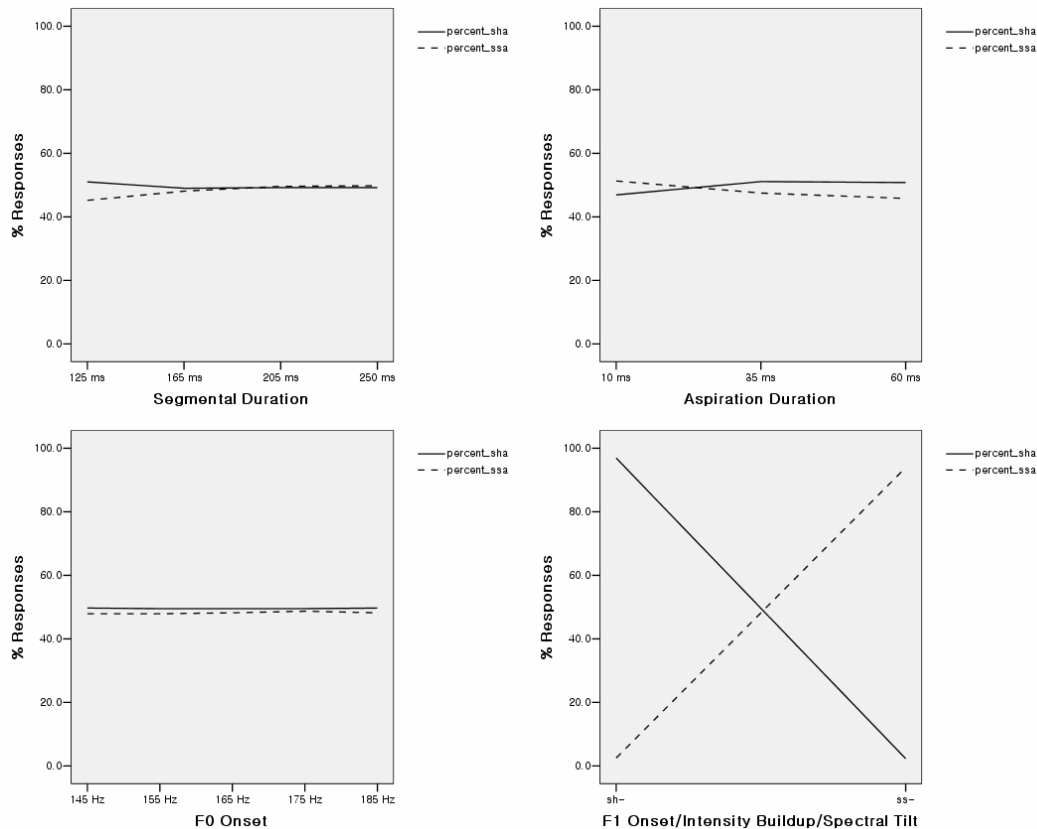 100.0
80.0
60.0
40.0
20.0
0.0
% Responses
125 ms 165 ms 205 ms 250 ms
Segmental Duration
percent_sha
percent_ssa
100.0
80.0
60.0
40.0
20.0
0.0
% Responses
10 ms 35 ms 60 ms
Aspiration Duration
percent_sha
percent_ssa
100.0
80.0
60.0
40.0
20.0
0.0
% Responses
145 Hz 155 Hz 165 Hz 175 Hz 185 Hz
F0 Onset
percent_sha
percent_ssa
100.0
80.0
60.0
40.0
20.0
0.0
% Responses
sh- ss-
F1 Onset/Intensity Buildup/Spectral Tilt
percent_sha
percent_ssa